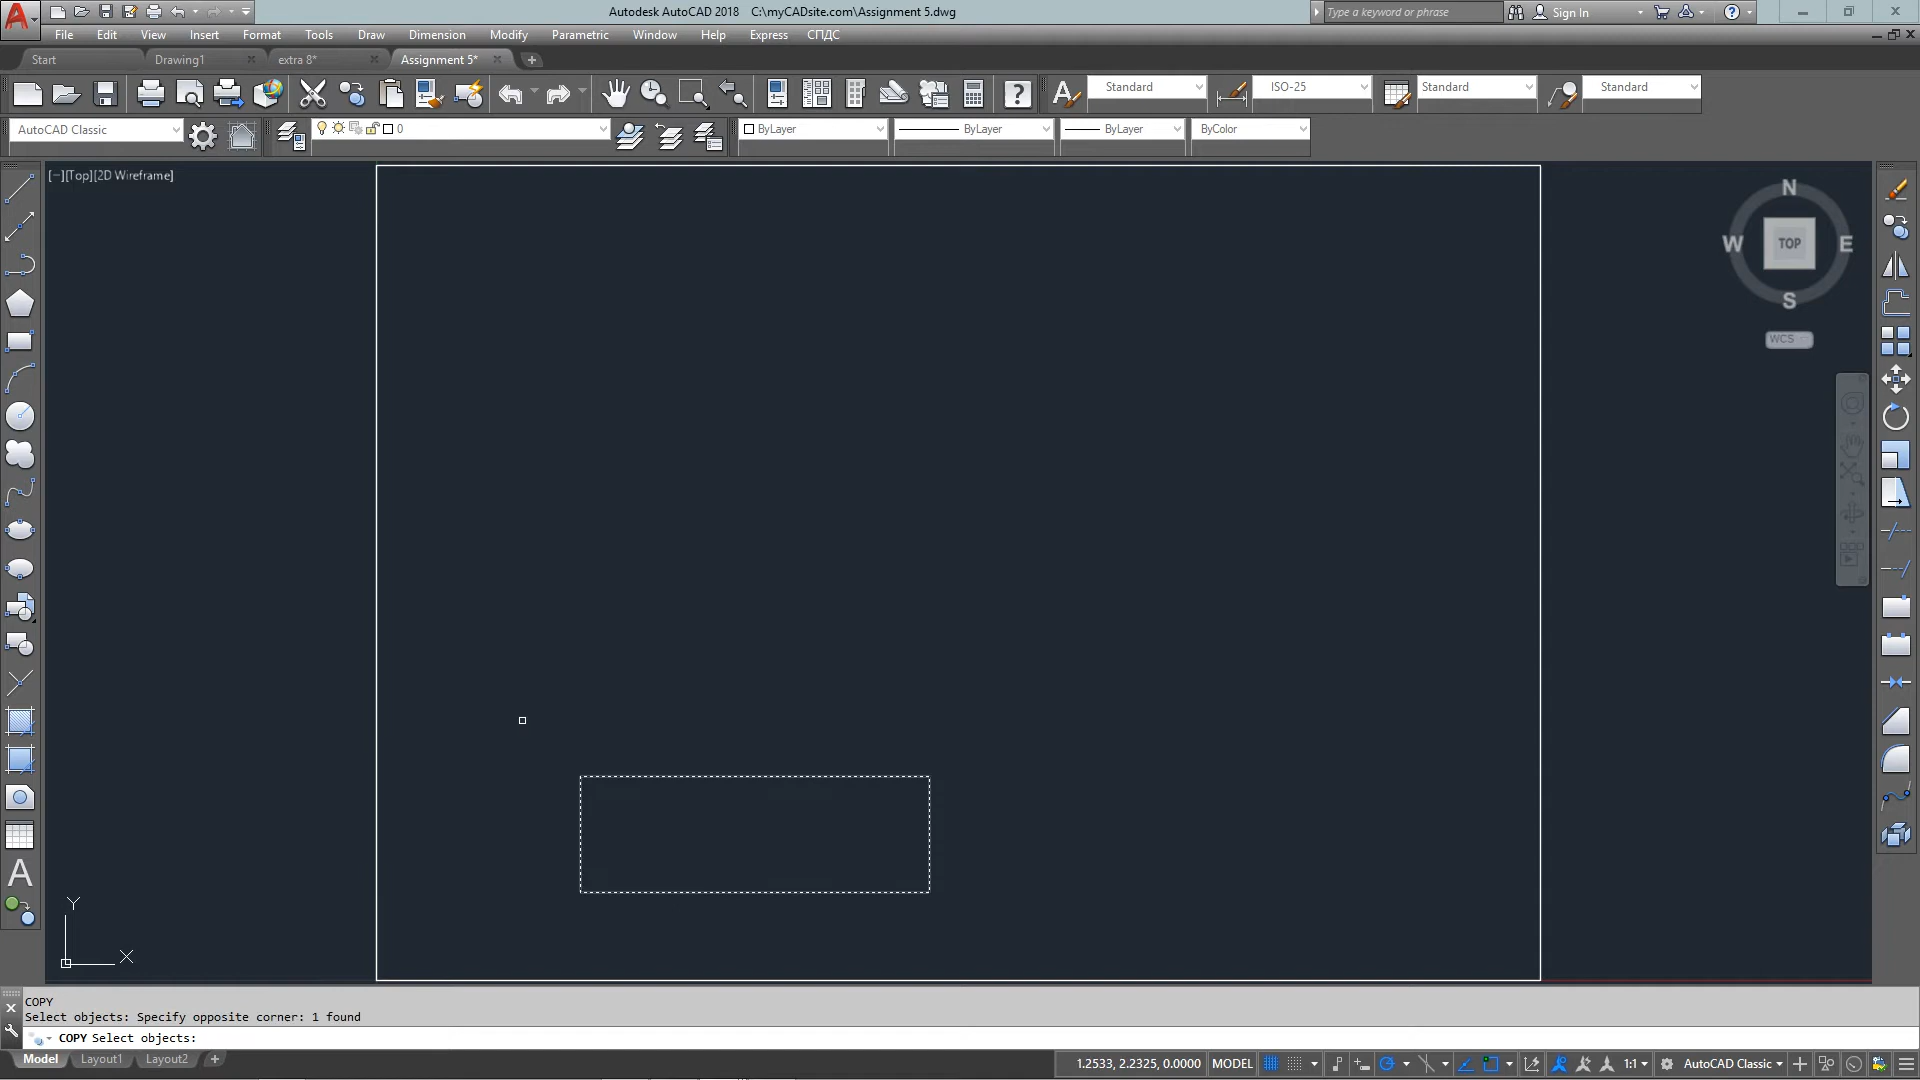 Autodesk AutoCAD 2018 C:\myCADsite.com\Assignment 5.dwg
Type a keyword or phrase
Sign In
File Edit View Insert Format Tools Draw Dimension Modify Parametric Window Help Express СПДС
Start Drawing1 extra 8* Assignment 5*
Standard ISO-25 Standard Standard
AutoCAD Classic 0 ByLayer ByLayer ByLayer ByColor
[−][Top][2D Wireframe]
N
W TOP E
S
WCS
A
Y
X
COPY
Select objects: Specify opposite corner: 1 found
COPY Select objects:
Model Layout1 Layout2 +
1.2533, 2.2325, 0.0000 MODEL 1:1 AutoCAD Classic